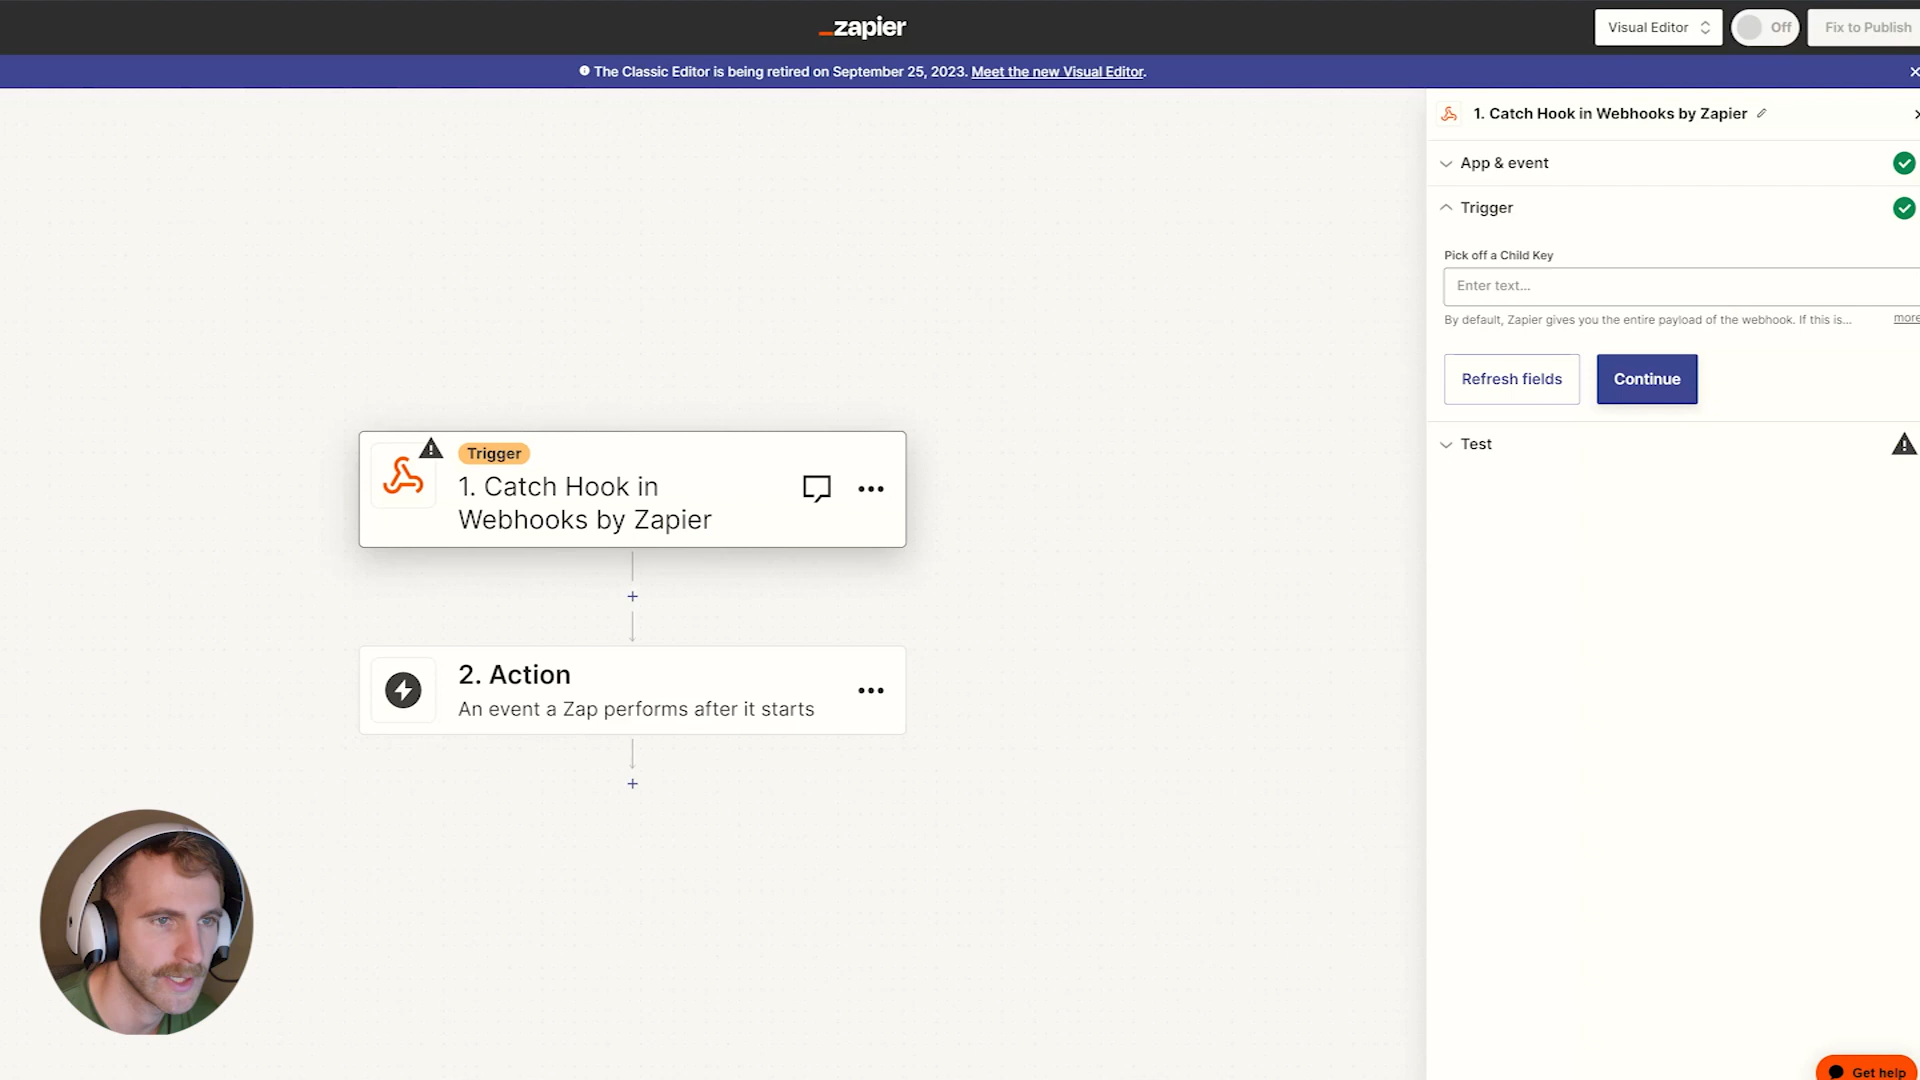 zapier
Visual Editor
Off
Fix to Publish
The Classic Editor is being retired on September 25, 2023. Meet the new Visual Editor.
1. Catch Hook in Webhooks by Zapier
App & event
Trigger
Pick off a Child Key
Enter text...
By default, Zapier gives you the entire payload of the webhook. If this is...
more
Refresh fields
Continue
Test
Trigger
1. Catch Hook in
Webhooks by Zapier
2. Action
An event a Zap performs after it starts
Get help